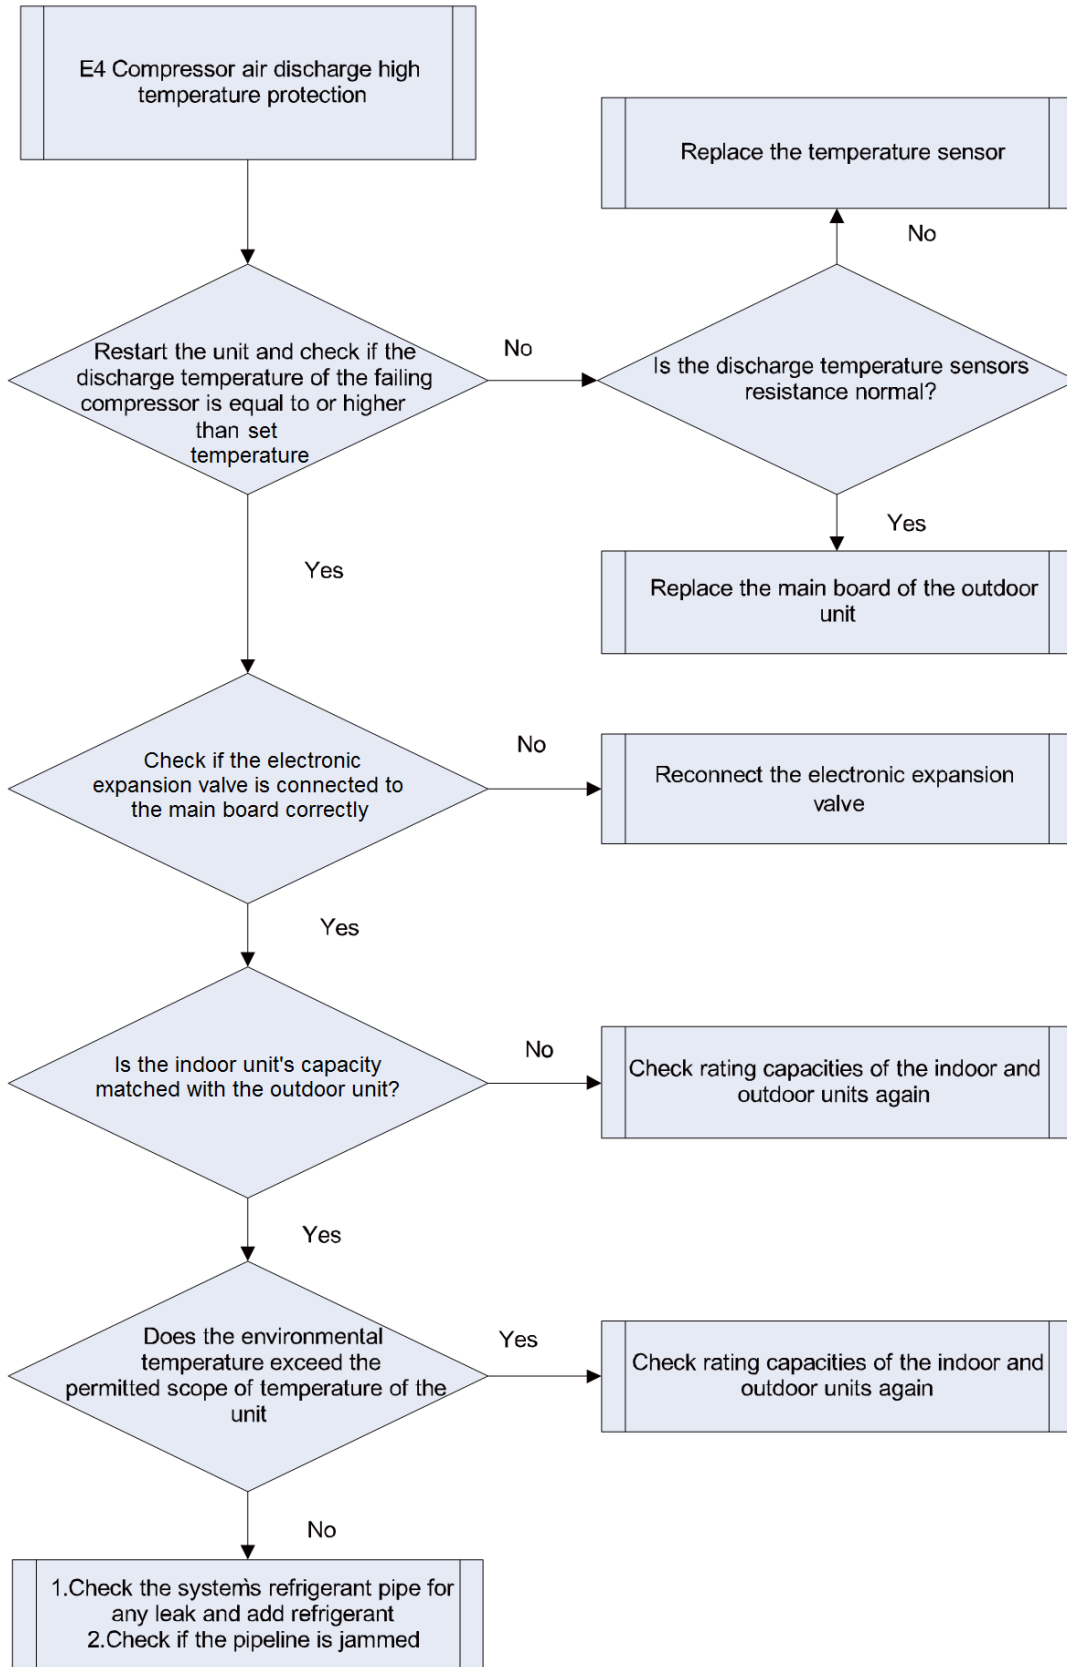 E4 Compressor air discharge high
temperature protection
Replace the temperature sensor
No
Restart the unit and check if the
discharge temperature of the failing
compressor is equal to or higher
than set
temperature
No
Is the discharge temperature sensors
resistance normal?
Yes
Yes
Replace the main board of the outdoor
unit
Check if the electronic
expansion valve is connected to
the main board correctly
No
Reconnect the electronic expansion
valve
Yes
Is the indoor unit's capacity
matched with the outdoor unit?
No
Check rating capacities of the indoor and
outdoor units again
Yes
Does the environmental
temperature exceed the
permitted scope of temperature of the
unit
Yes
Check rating capacities of the indoor and
outdoor units again
No
1.Check the system`s refrigerant pipe for
any leak and add refrigerant
2.Check if the pipeline is jammed